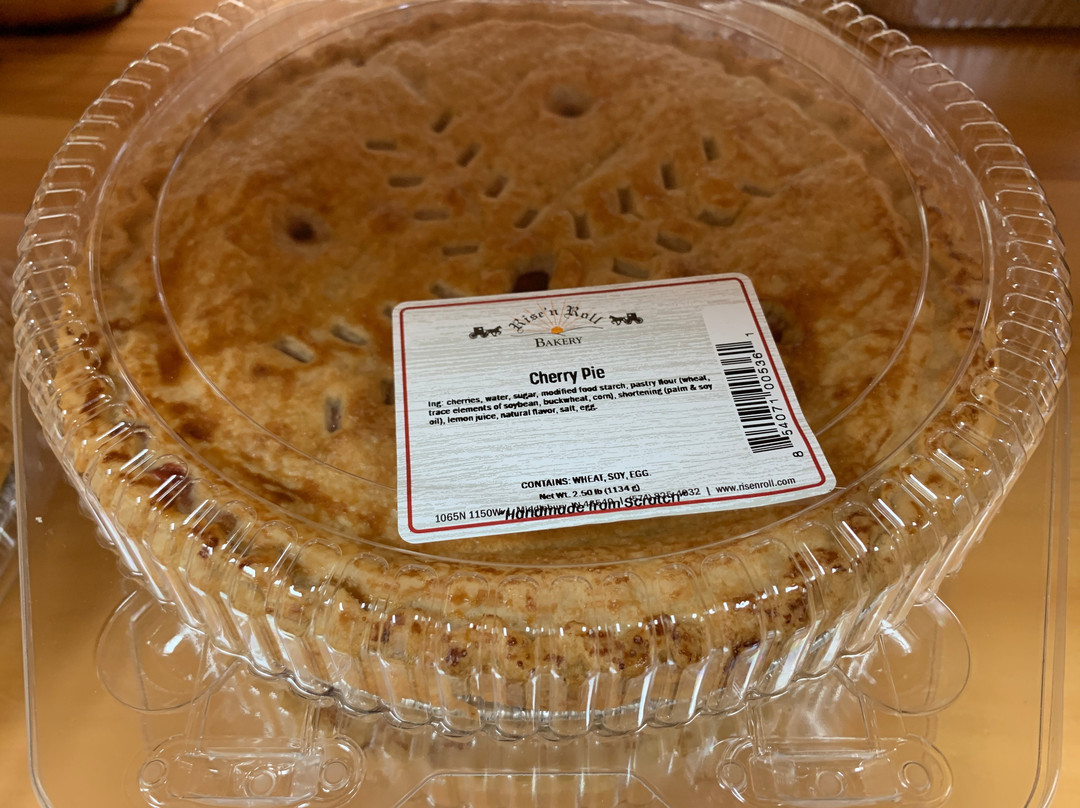 Rise'n Roll
BAKERY
Cherry Pie
Ing: cherries, water, sugar, modified food starch, pastry flour (wheat,
trace elements of soybean, buckwheat, corn), shortening (palm & soy
oil), lemon juice, natural flavor, salt, egg.
CONTAINS: WHEAT, SOY, EGG.
Net Wt. 2.50 lb (1134 g)
1065N 1150W | www.risenroll.com
Handmade from Scratch
8 54071 00536 1